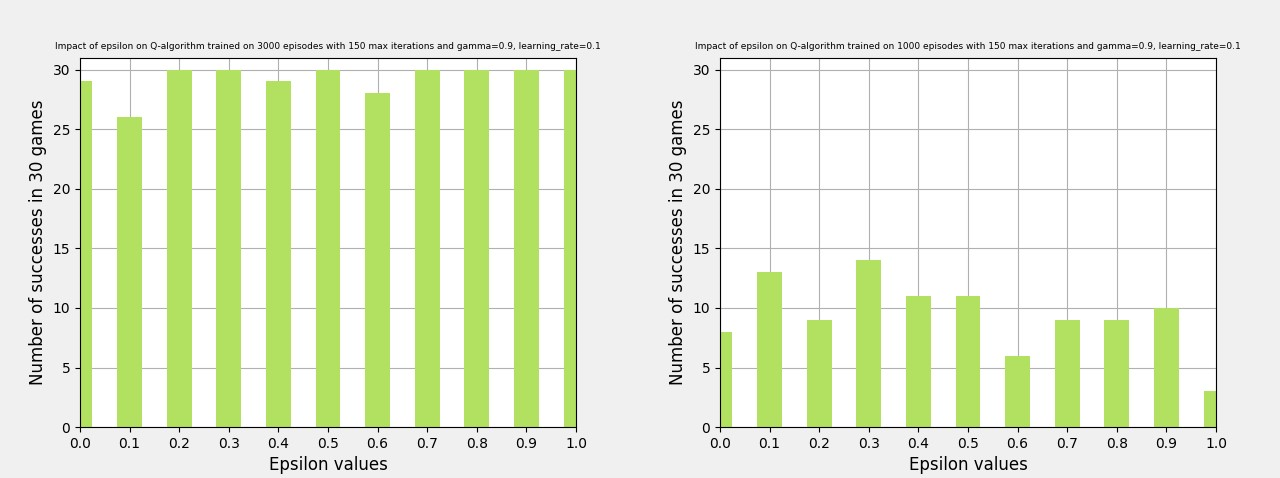 Impact of epsilon on Q-algorithm trained on 3000 episodes with 150 max iterations and gamma=0.9, learning_rate=0.1
Number of successes in 30 games
30
25
20
15
10
5
0
0.0 0.1 0.2 0.3 0.4 0.5 0.6 0.7 0.8 0.9 1.0
Epsilon values
Impact of epsilon on Q-algorithm trained on 1000 episodes with 150 max iterations and gamma=0.9, learning_rate=0.1
Number of successes in 30 games
30
25
20
15
10
5
0
0.0 0.1 0.2 0.3 0.4 0.5 0.6 0.7 0.8 0.9 1.0
Epsilon values